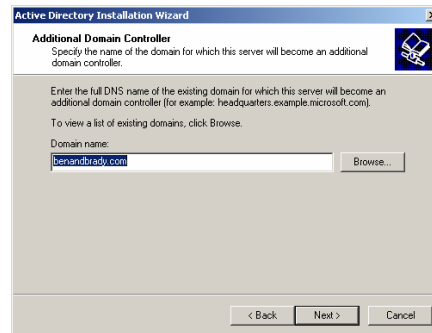 Active Directory Installation Wizard
Additional Domain Controller
Specify the name of the domain for which this server will become an additional
domain controller.
Enter the full DNS name of the existing domain for which this server will become an
additional domain controller (for example: headquarters.example.microsoft.com).
To view a list of existing domains, click Browse.
Domain name:
benandbrady.com
Browse...
< Back
Next >
Cancel